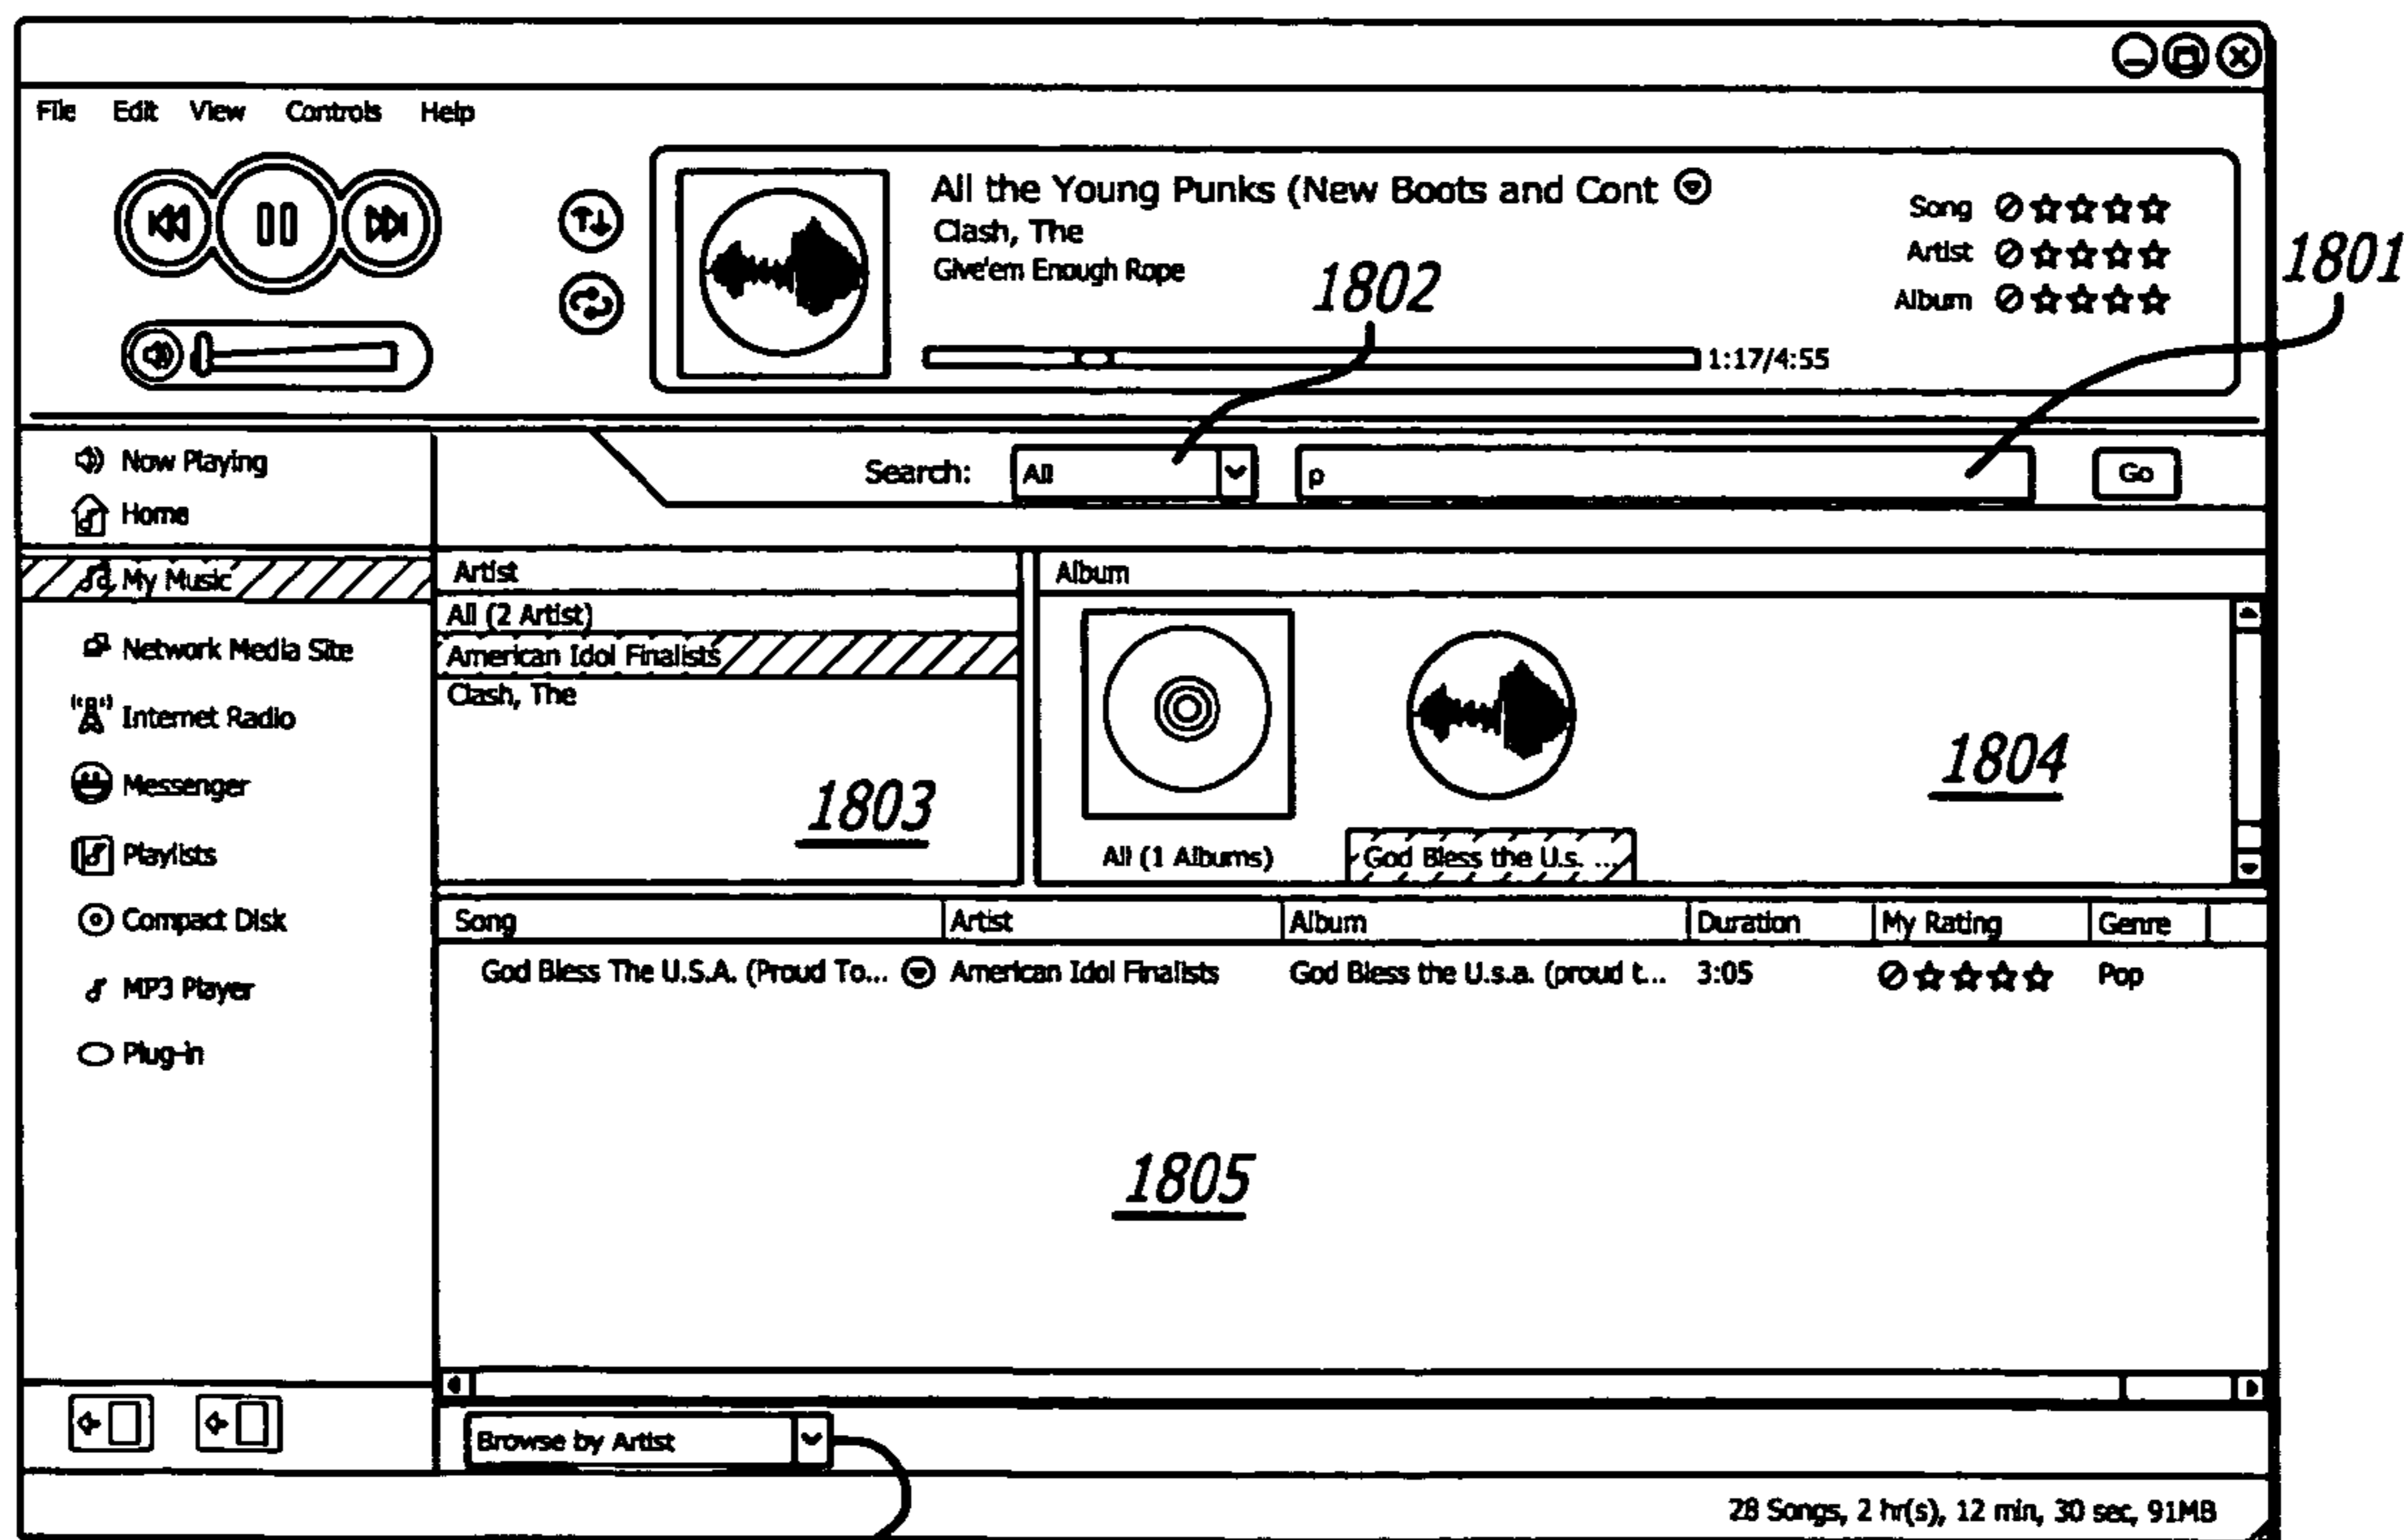 File Edit View Controls Help
All the Young Punks (New Boots and Cont
Clash, The
Give'em Enough Rope
Song
Artist
Album
1802
1801
1:17/4:55
Now Playing
Home
Search: All p Go
My Music
Network Media Site
Internet Radio
Messenger
Playlists
Compact Disk
MP3 Player
Plug-in
Artist
All (2 Artist)
American Idol Finalists
Clash, The
1803
Album
1804
All (1 Albums) God Bless the U.s. ...
Song Artist Album Duration My Rating Genre
God Bless The U.S.A. (Proud To... American Idol Finalists God Bless the U.s.a. (proud t... 3:05 Pop
1805
Browse by Artist
28 Songs, 2 hr(s), 12 min, 30 sec, 91MB